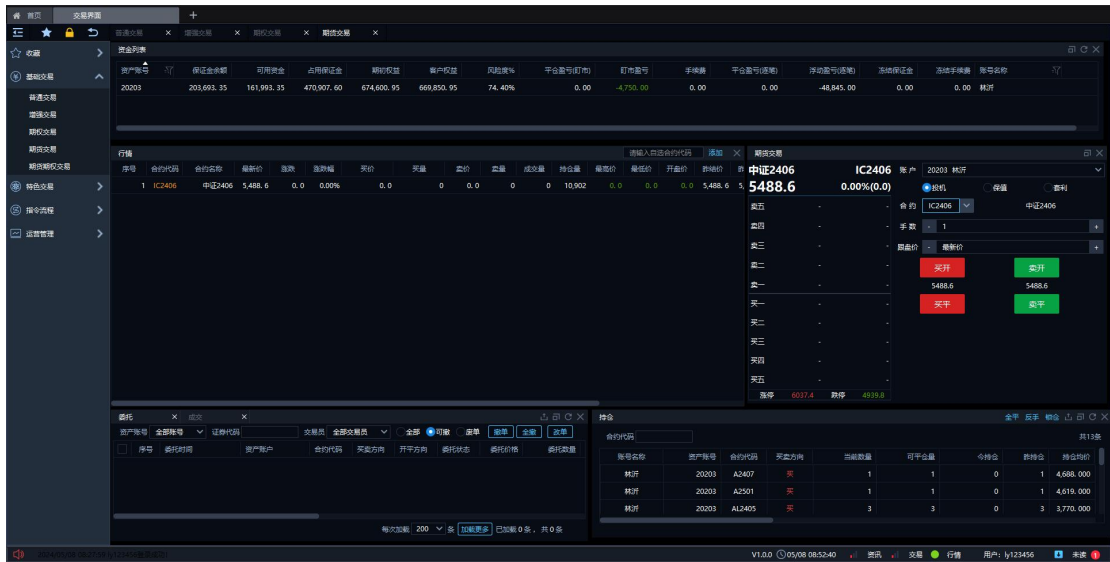 首页 交易界面 +
普通交易 × 增强交易 × 期权交易 × 期货交易 ×
收藏
基础交易
普通交易
增强交易
期权交易
期货交易
期货期权交易
特色交易
指令流程
运营管理
资金列表
资产账号 保证金余额 可用资金 占用保证金 期初权益 客户权益 风险度% 平仓盈亏(盯市) 盯市盈亏 手续费 平仓盈亏(逐笔) 浮动盈亏(逐笔) 冻结保证金 冻结手续费 账号名称
20203 203,693.35 161,993.35 470,907.60 674,600.95 669,850.95 74.40% 0.00 -4,750.00 0.00 0.00 -48,845.00 0.00 0.00 林沂
行情 请输入自选合约代码 添加
序号 合约代码 合约名称 最新价 涨跌 涨跌幅 买价 买量 卖价 卖量 成交量 持仓量 最高价 最低价 开盘价 昨结价
1 IC2406 中证2406 5,488.6 0.0 0.00% 0.0 0 0.0 0 0 10,902 0.0 0.0 0.0 5,488.6 5,
期货交易
中证2406 IC2406
5488.6 0.00%(0.0)
卖五 - -
卖四 - -
卖三 - -
卖二 - -
卖一 - -
买一 - -
买二 - -
买三 - -
买四 - -
买五 - -
涨停 6037.4 跌停 4939.8
账户 20203 林沂
投机 保值 套利
合约 IC2406 中证2406
手数 - 1 +
跟盘价 - 最新价 +
买开 卖开
5488.6 5488.6
买平 卖平
委托 × 成交 ×
资产账号 全部账号 证券代码 交易员 全部交易员 全部 可撤 废单 撤单 全撤 改单
序号 委托时间 资产账户 合约代码 买卖方向 开平方向 委托状态 委托价格 委托数量
每次加载 200 条 加载更多 已加载 0 条， 共 0 条
持仓 全平 反手 锁仓
合约代码 共13条
账号名称 资产账号 合约代码 买卖方向 当前数量 可平仓量 今持仓 昨持仓 持仓均价
林沂 20203 A2407 买 1 1 0 1 4,688.000
林沂 20203 A2501 买 1 1 0 1 4,619.000
林沂 20203 AL2405 买 3 3 0 3 3,770.000
V1.0.0 05/08 08:52:40 资讯 交易 行情 用户: ly123456 未读 1